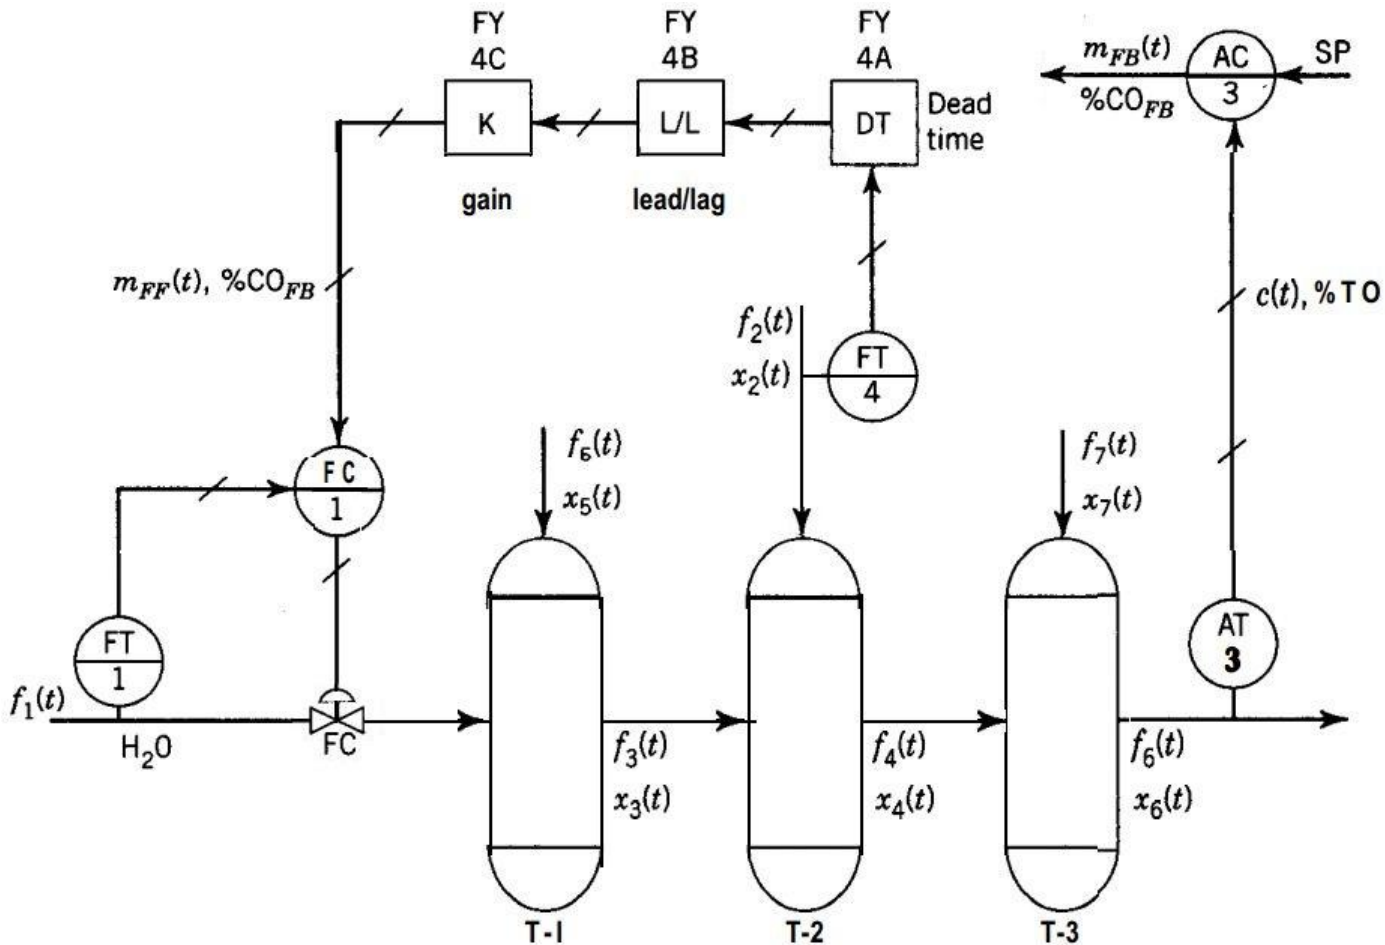 FY
4C
FY
4B
FY
4A
K
L/L
DT
Dead
time
gain
lead/lag
m_FB(t)
%CO_FB
AC
3
SP
m_FF(t), %CO_FB
c(t), %TO
f_2(t)
x_2(t)
FT
4
FC
1
f_6(t)
x_5(t)
f_7(t)
x_7(t)
FT
1
AT
3
f_1(t)
H_2O
FC
f_3(t)
x_3(t)
f_4(t)
x_4(t)
f_6(t)
x_6(t)
T-I
T-2
T-3